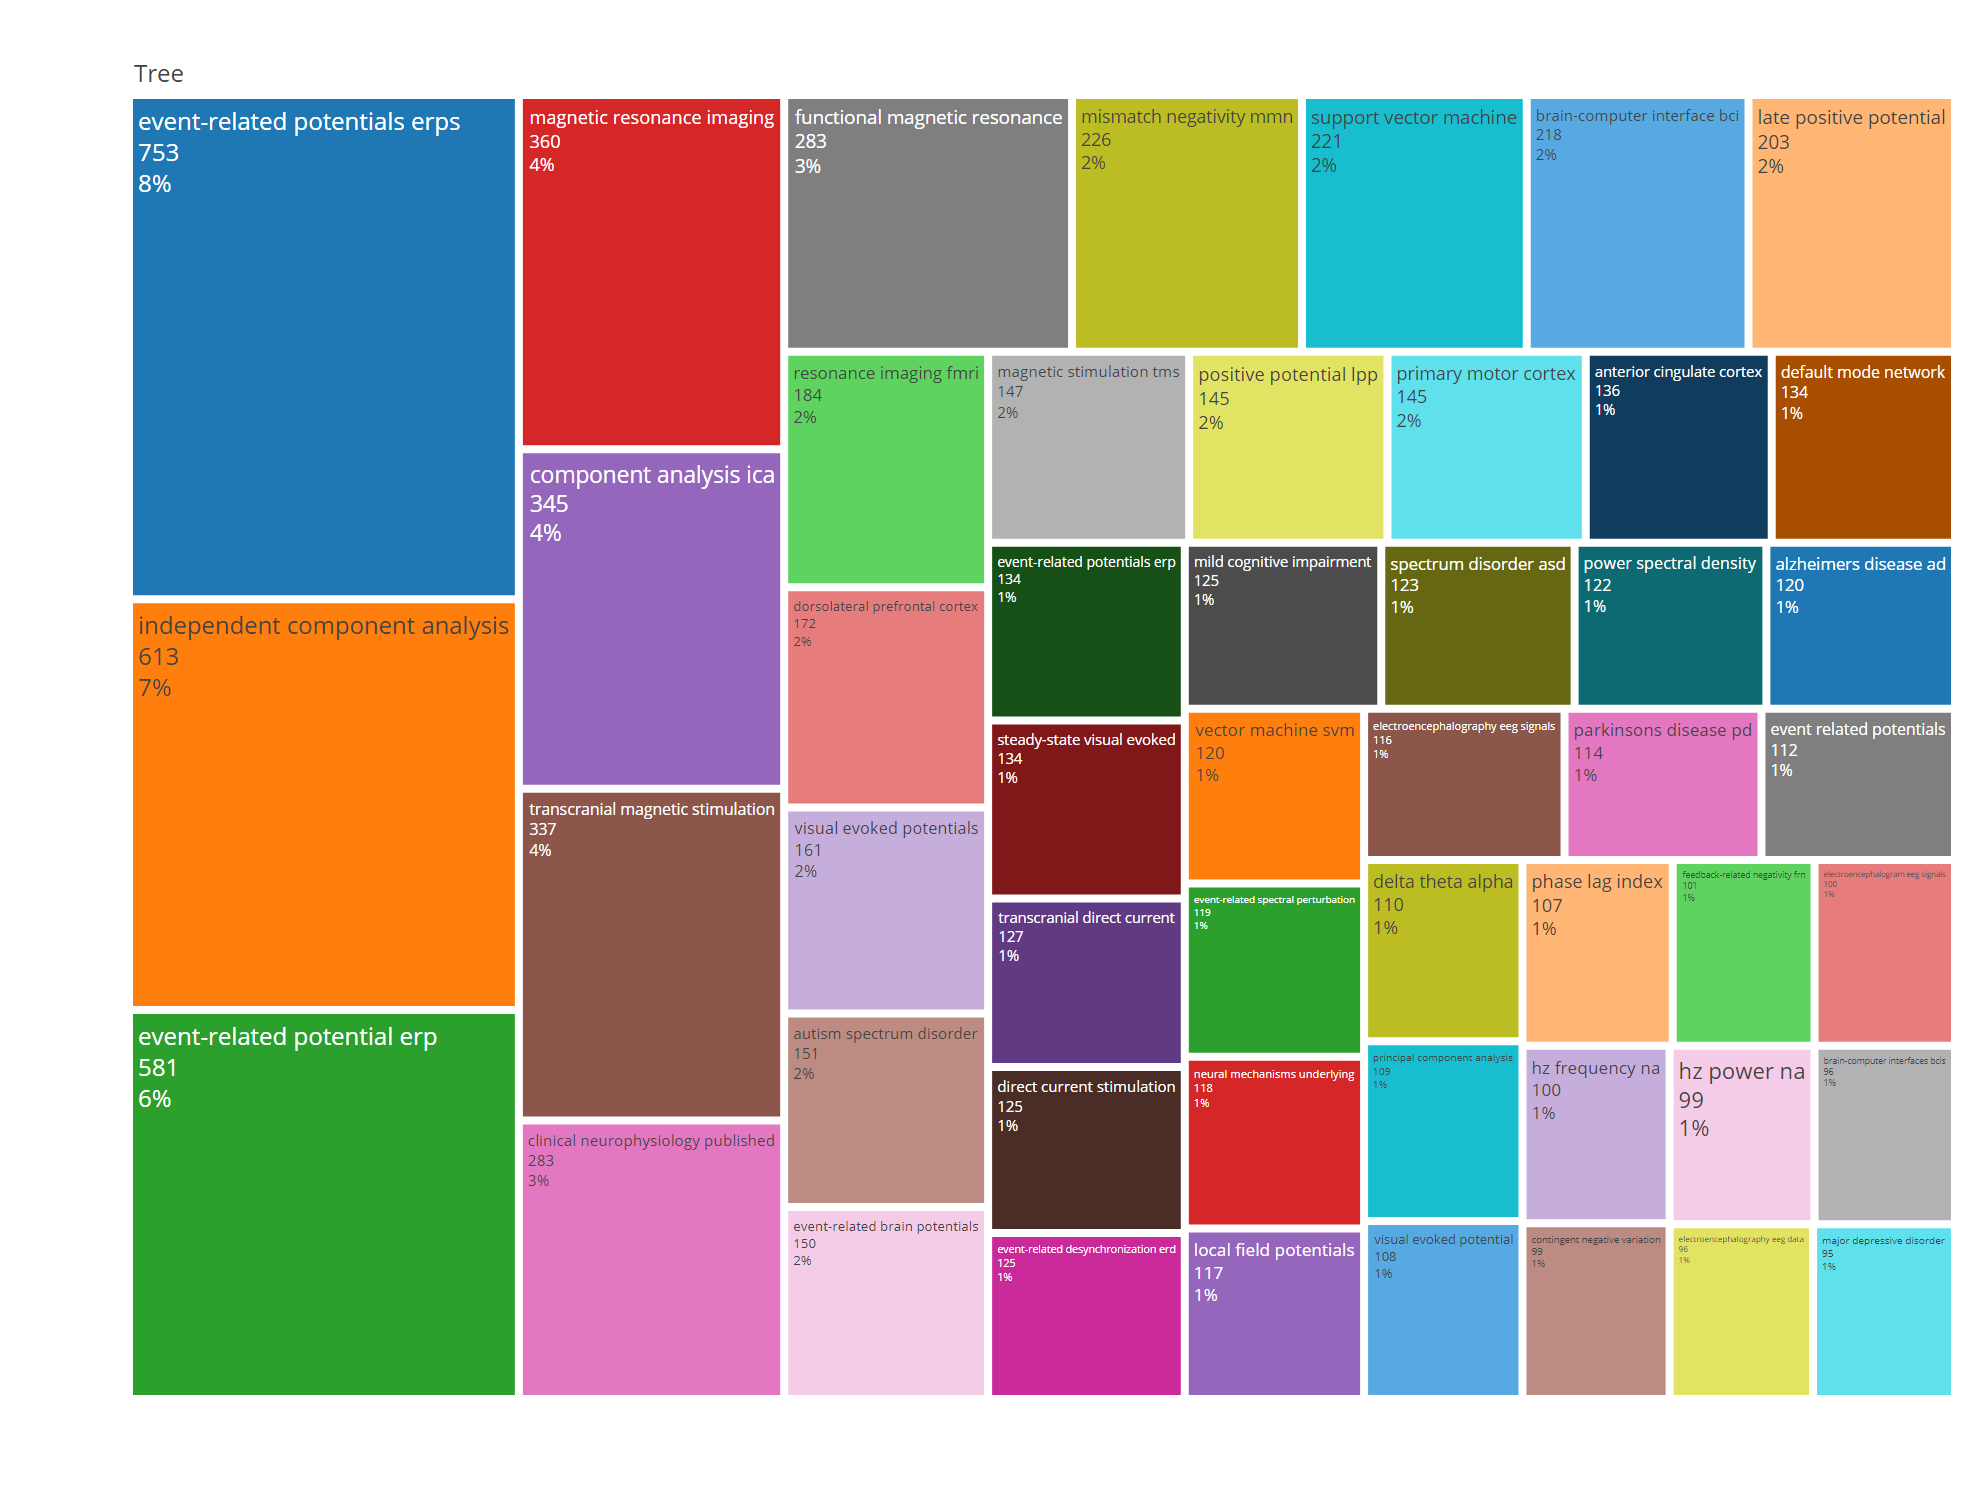 Tree
event-related potentials erps
753
8%
independent component analysis
613
7%
event-related potential erp
581
6%
magnetic resonance imaging
360
4%
component analysis ica
345
4%
transcranial magnetic stimulation
337
4%
clinical neurophysiology published
283
3%
functional magnetic resonance
283
3%
mismatch negativity mmn
226
2%
support vector machine
221
2%
brain-computer interface bci
218
2%
late positive potential
203
2%
resonance imaging fmri
184
2%
dorsolateral prefrontal cortex
172
2%
visual evoked potentials
161
2%
autism spectrum disorder
151
2%
event-related brain potentials
150
2%
magnetic stimulation tms
147
2%
positive potential lpp
145
2%
primary motor cortex
145
2%
anterior cingulate cortex
136
1%
default mode network
134
1%
event-related potentials erp
134
1%
steady-state visual evoked
134
1%
transcranial direct current
127
1%
direct current stimulation
125
1%
event-related desynchronization erd
125
1%
mild cognitive impairment
125
1%
spectrum disorder asd
123
1%
power spectral density
122
1%
alzheimers disease ad
120
1%
vector machine svm
120
1%
event-related spectral perturbation
119
1%
neural mechanisms underlying
118
1%
local field potentials
117
1%
electroencephalography eeg signals
116
1%
parkinsons disease pd
114
1%
event related potentials
112
1%
delta theta alpha
110
1%
principal component analysis
109
1%
visual evoked potential
108
1%
phase lag index
107
1%
feedback-related negativity frn
101
1%
electroencephalogram eeg signals
100
1%
hz frequency na
100
1%
hz power na
99
1%
brain-computer interfaces bcis
96
1%
contingent negative variation
99
1%
electroencephalography eeg data
96
1%
major depressive disorder
95
1%